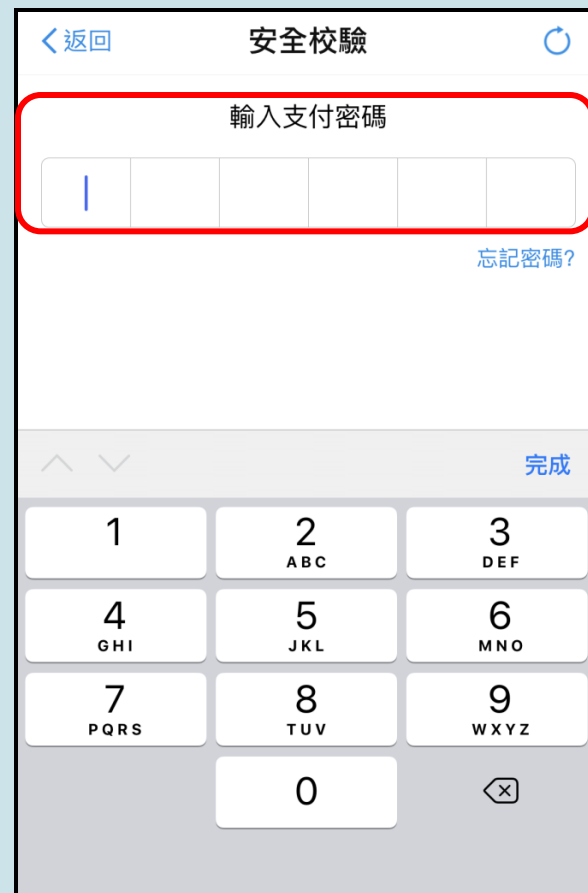 返回 安全校驗
輸入支付密碼
忘記密碼?
完成
1 2 3
ABC DEF
4 5 6
GHI JKL MNO
7 8 9
PQRS TUV WXYZ
0